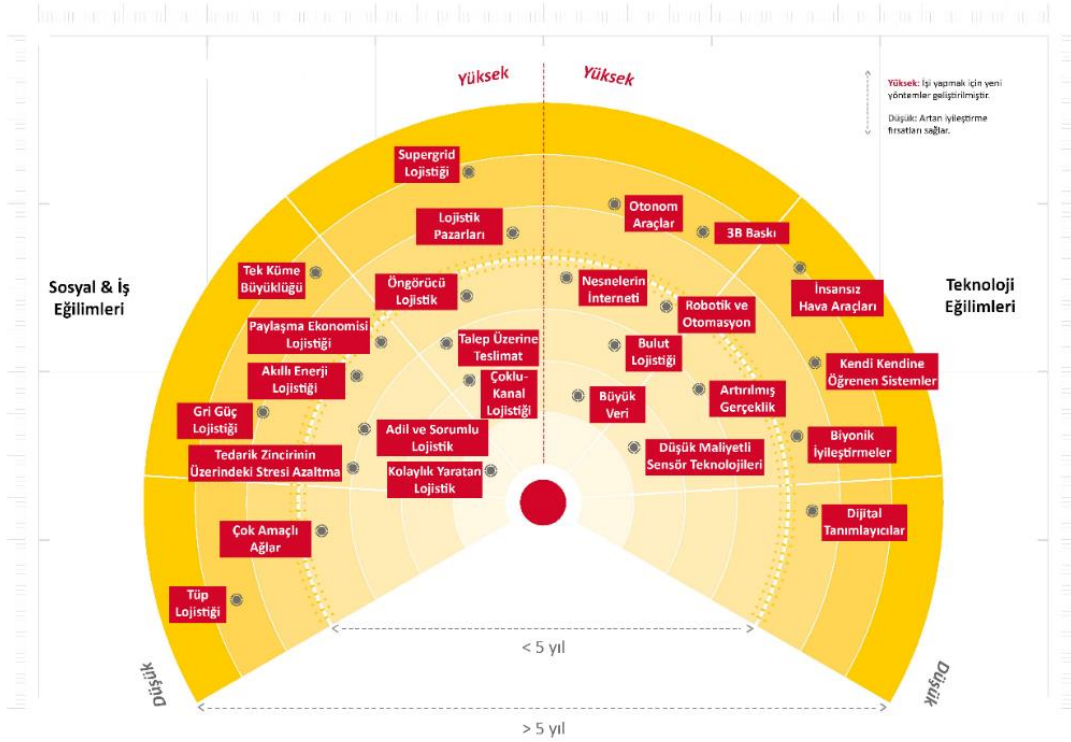 Yüksek
Yüksek
Yüksek: İşi yapmak için yeni
yöntemler geliştirilmiştir.
Düşük: Artan iyileştirme
fırsatları sağlar.
Sosyal & İş
Eğilimleri
Teknoloji
Eğilimleri
Supergrid
Lojistiği
Lojistik
Pazarları
Tek Küme
Büyüklüğü
Öngörücü
Lojistik
Paylaşma Ekonomisi
Lojistiği
Talep Üzerine
Teslimat
Akıllı Enerji
Lojistiği
Çoklu-
Kanal
Lojistiği
Gri Güç
Lojistiği
Adil ve Sorumlu
Lojistik
Tedarik Zincirinin
Üzerindeki Stresi Azaltma
Kolaylık Yaratan
Lojistik
Çok Amaçlı
Ağlar
Tüp
Lojistiği
Otonom
Araçlar
3B Baskı
İnsansız
Hava Araçları
Nesnelerin
İnterneti
Robotik ve
Otomasyon
Bulut
Lojistiği
Kendi Kendine
Öğrenen Sistemler
Artırılmış
Gerçeklik
Büyük
Veri
Biyonik
İyileştirmeler
Düşük Maliyetli
Sensör Teknolojileri
Dijital
Tanımlayıcılar
< 5 yıl
Düşük
Düşük
> 5 yıl